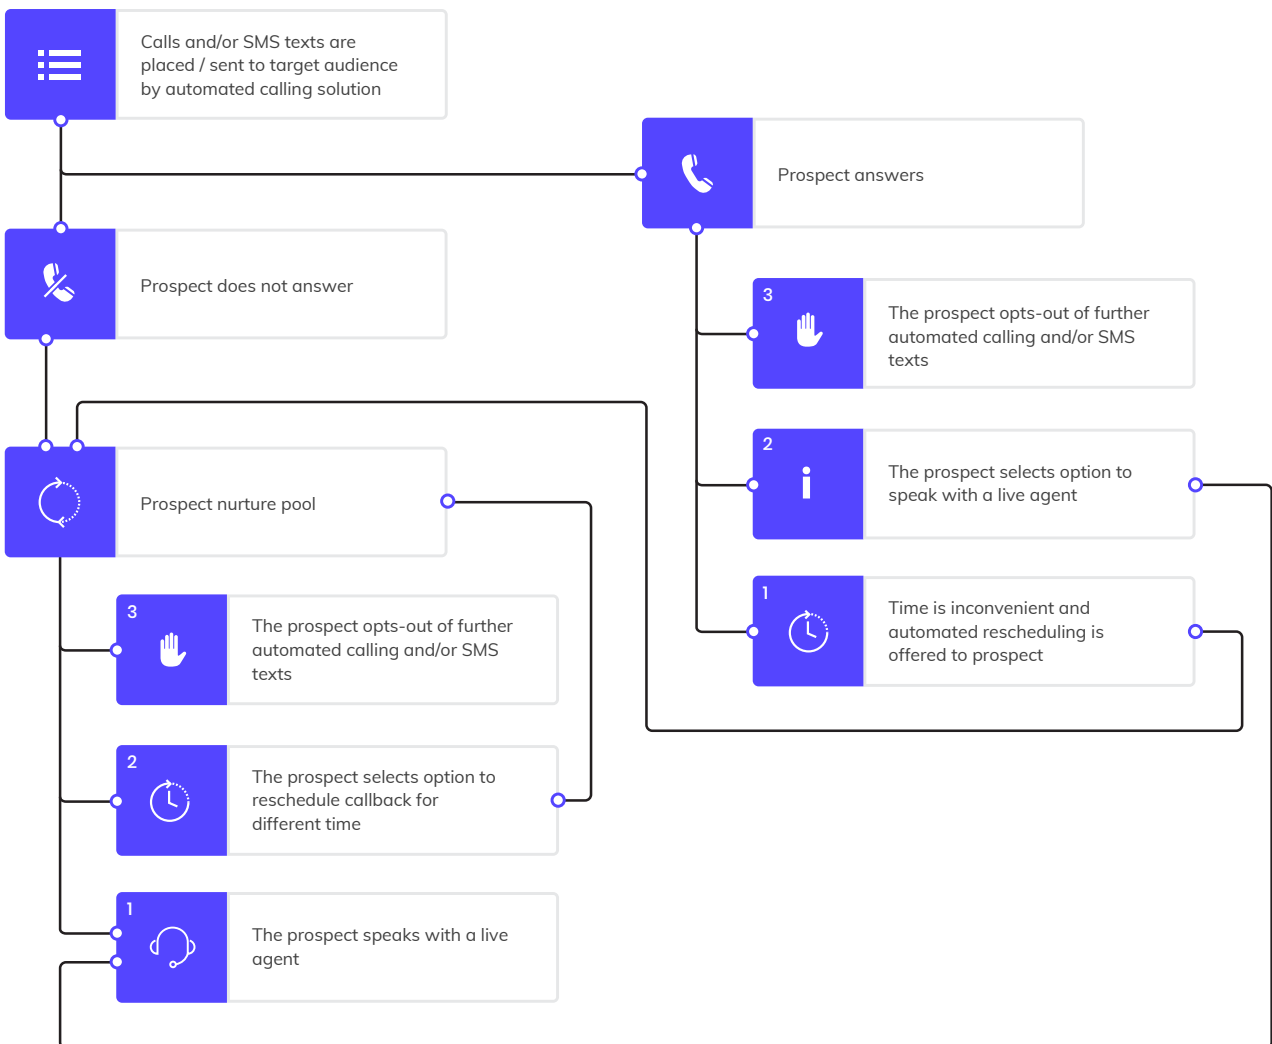 Calls and/or SMS texts are
placed / sent to target audience
by automated calling solution
Prospect answers
Prospect does not answer
3
The prospect opts-out of further
automated calling and/or SMS
texts
2
The prospect selects option to
speak with a live agent
1
Time is inconvenient and
automated rescheduling is
offered to prospect
Prospect nurture pool
3
The prospect opts-out of further
automated calling and/or SMS
texts
2
The prospect selects option to
reschedule callback for
different time
1
The prospect speaks with a live
agent